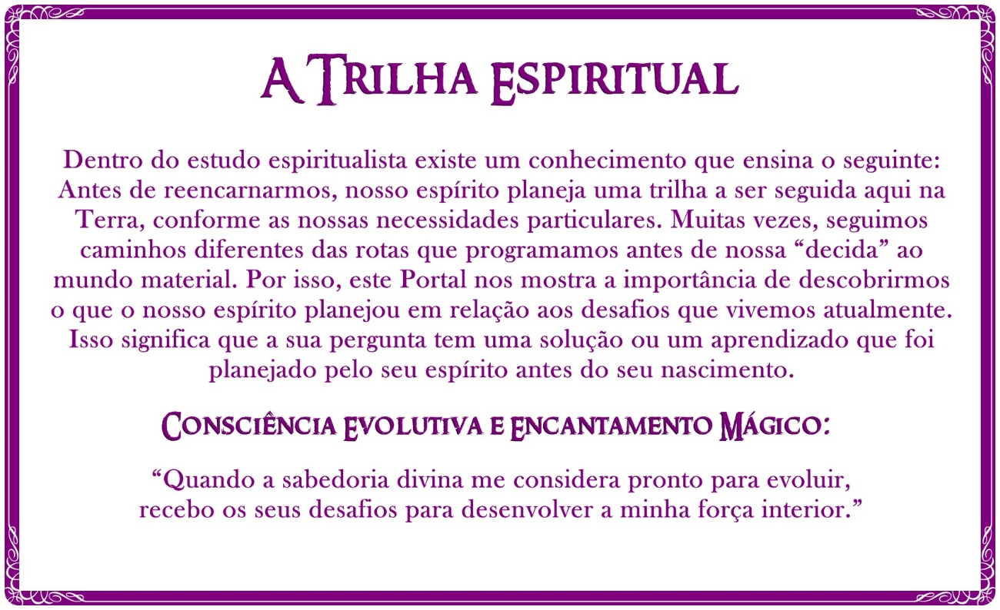 A Trilha Espiritual
Dentro do estudo espiritualista existe um conhecimento que ensina o seguinte:
Antes de reencarnarmos, nosso espírito planeja uma trilha a ser seguida aqui na
Terra, conforme as nossas necessidades particulares. Muitas vezes, seguimos
caminhos diferentes das rotas que programamos antes de nossa “decida” ao
mundo material. Por isso, este Portal nos mostra a importância de descobrirmos
o que o nosso espírito planejou em relação aos desafios que vivemos atualmente.
Isso significa que a sua pergunta tem uma solução ou um aprendizado que foi
planejado pelo seu espírito antes do seu nascimento.
Consciência Evolutiva e Encantamento Mágico:
“Quando a sabedoria divina me considera pronto para evoluir,
recebo os seus desafios para desenvolver a minha força interior.”